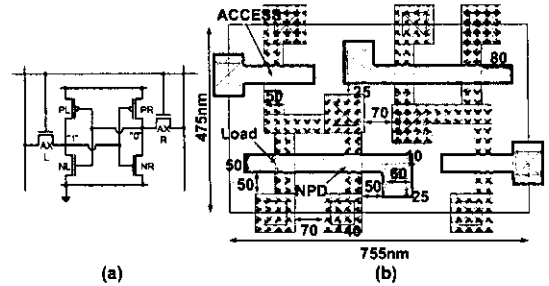 ACCESS
80
50
25
70
475nm
PL
PR
"1"
"0"
AX
L
AX
R
NL
NR
Load
50
50
NPD
40
60
50
25
70
40
755nm
(a)
(b)